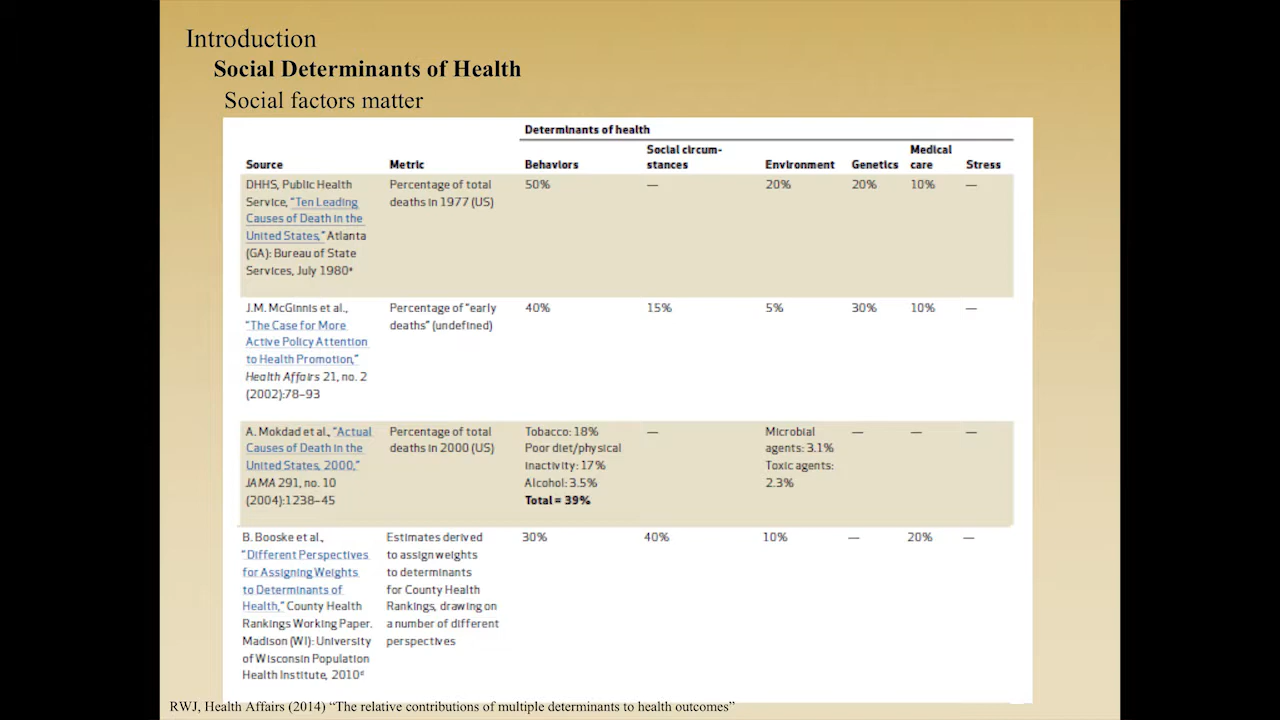 Introduction
Social Determinants of Health
Social factors matter
Determinants of health
Source Metric Behaviors Social circum-stances Environment Genetics Medical care Stress
DHHS, Public Health Percentage of total 50% — 20% 20% 10% —
Service, “Ten Leading deaths in 1977 (US)
Causes of Death in the
United States,” Atlanta
(GA): Bureau of State
Services, July 1980ª
J.M. McGinnis et al., Percentage of “early 40% 15% 5% 30% 10% —
“The Case for More deaths” (undefined)
Active Policy Attention
to Health Promotion,”
Health Affairs 21, no. 2
(2002):78–93
A. Mokdad et al., “Actual Percentage of total Tobacco: 18% — Microbial — — —
Causes of Death in the deaths in 2000 (US) Poor diet/physical agents: 3.1%
United States, 2000,” inactivity: 17% Toxic agents:
JAMA 291, no. 10 Alcohol: 3.5% 2.3%
(2004):1238–45 Total = 39%
B. Booske et al., Estimates derived 30% 40% 10% — 20% —
“Different Perspectives to assign weights
for Assigning Weights to determinants
to Determinants of for County Health
Health,” County Health Rankings, drawing on
Rankings Working Paper. a number of different
Madison (WI): University perspectives
of Wisconsin Population
Health Institute, 2010ᵈ
RWJ, Health Affairs (2014) “The relative contributions of multiple determinants to health outcomes”